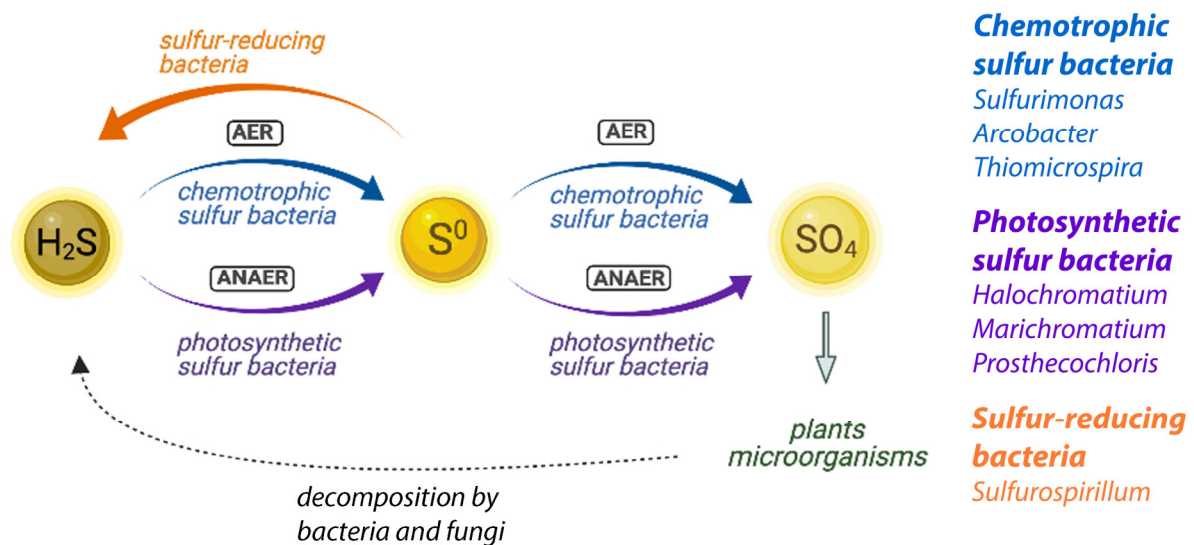 sulfur-reducing
bacteria
AER
chemotrophic
sulfur bacteria
AER
chemotrophic
sulfur bacteria
H₂S
S⁰
SO₄
ANAER
photosynthetic
sulfur bacteria
ANAER
photosynthetic
sulfur bacteria
plants
microorganisms
decomposition by
bacteria and fungi
Chemotrophic
sulfur bacteria
Sulfurimonas
Arcobacter
Thiomicrospira
Photosynthetic
sulfur bacteria
Halochromatium
Marichromatium
Prosthecochloris
Sulfur-reducing
bacteria
Sulfurospirillum